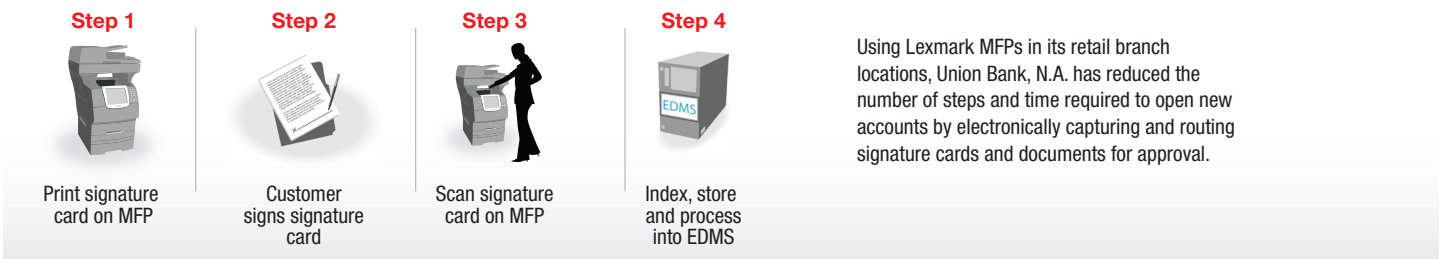 Step 1
Print signature
card on MFP
Step 2
Customer
signs signature
card
Step 3
Scan signature
card on MFP
Step 4
EDMS
Index, store
and process
into EDMS
Using Lexmark MFPs in its retail branch
locations, Union Bank, N.A. has reduced the
number of steps and time required to open new
accounts by electronically capturing and routing
signature cards and documents for approval.